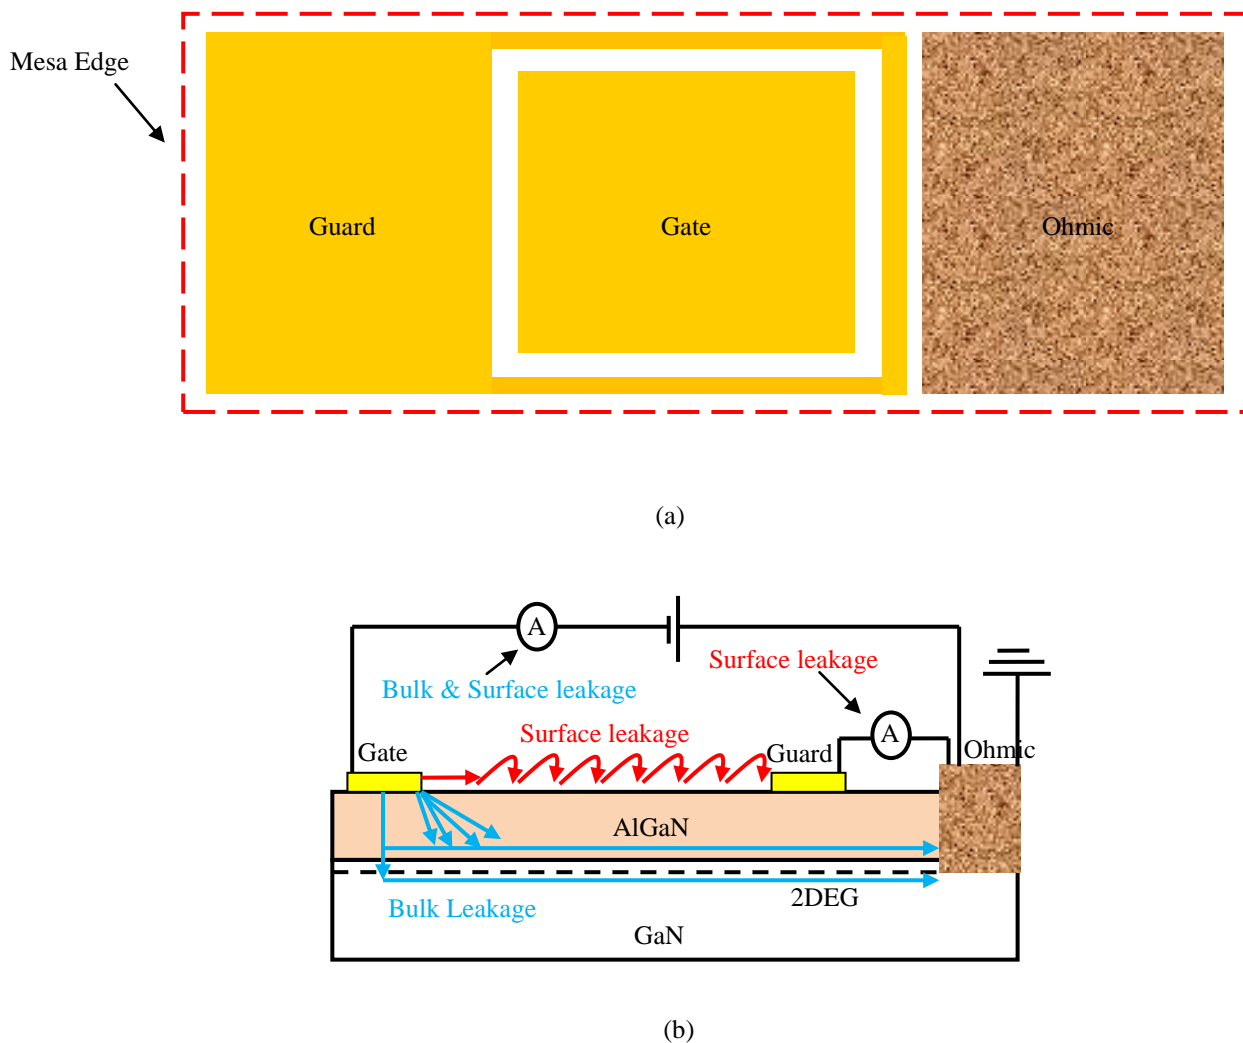 Mesa Edge
Guard
Gate
Ohmic
(a)
A
Surface leakage
Bulk & Surface leakage
Surface leakage
A
Gate
Guard
Ohmic
AlGaN
2DEG
Bulk Leakage
GaN
(b)